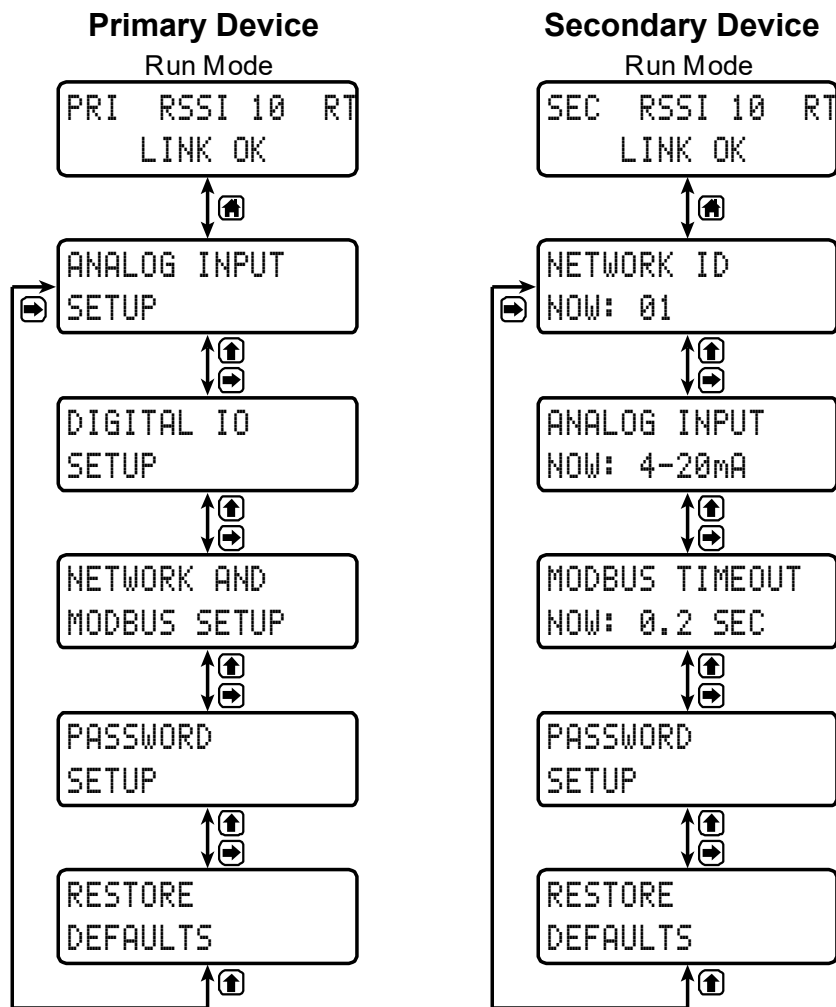 Primary Device
Run Mode
PRI RSSI 10 RT
LINK OK
ANALOG INPUT
SETUP
DIGITAL IO
SETUP
NETWORK AND
MODBUS SETUP
PASSWORD
SETUP
RESTORE
DEFAULTS
Secondary Device
Run Mode
SEC RSSI 10 RT
LINK OK
NETWORK ID
NOW: 01
ANALOG INPUT
NOW: 4-20mA
MODBUS TIMEOUT
NOW: 0.2 SEC
PASSWORD
SETUP
RESTORE
DEFAULTS